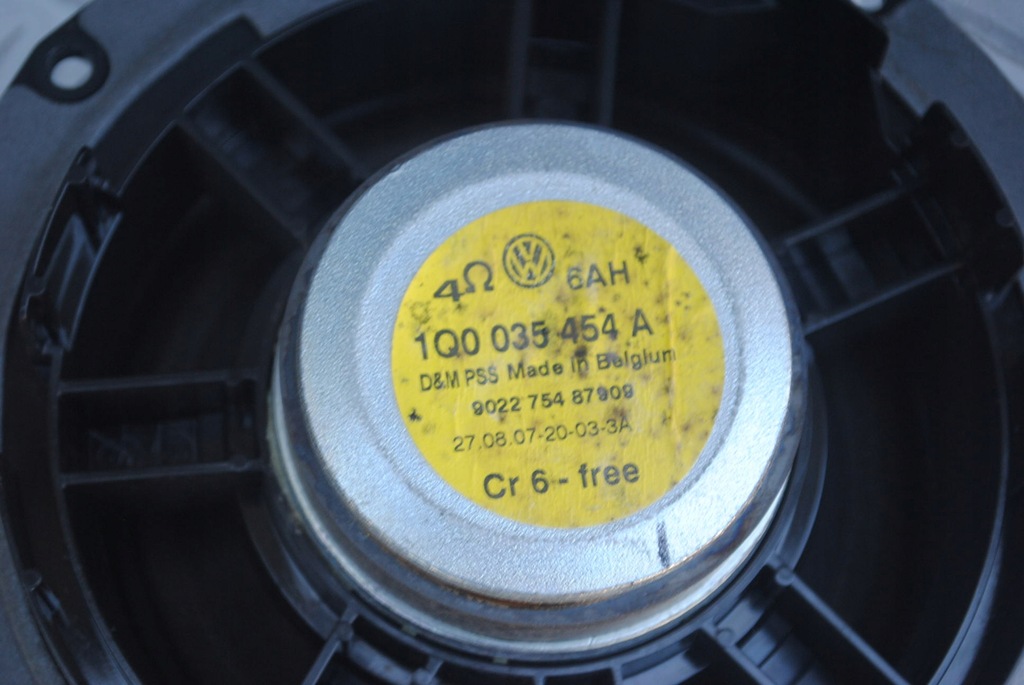 4Ω VW 6AH
1Q0 035 454 A
D&M PSS Made in Belgium
9022 754 87909
27.08.07-20-03-3A
Cr 6 - free